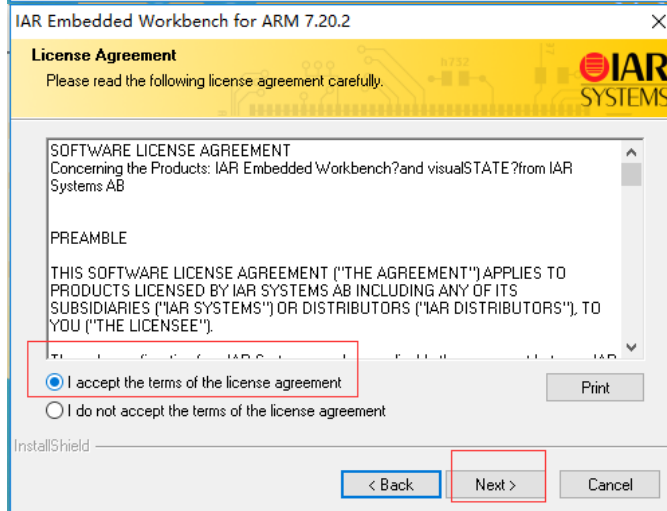 IAR Embedded Workbench for ARM 7.20.2
License Agreement
Please read the following license agreement carefully.
h732
IAR
SYSTEMS
SOFTWARE LICENSE AGREEMENT
Concerning the Products: IAR Embedded Workbench?and visualSTATE?from IAR
Systems AB
PREAMBLE
THIS SOFTWARE LICENSE AGREEMENT ("THE AGREEMENT") APPLIES TO
PRODUCTS LICENSED BY IAR SYSTEMS AB INCLUDING ANY OF ITS
SUBSIDIARIES ("IAR SYSTEMS") OR DISTRIBUTORS ("IAR DISTRIBUTORS"), TO
YOU ("THE LICENSEE").
I accept the terms of the license agreement
Print
I do not accept the terms of the license agreement
InstallShield
< Back
Next >
Cancel